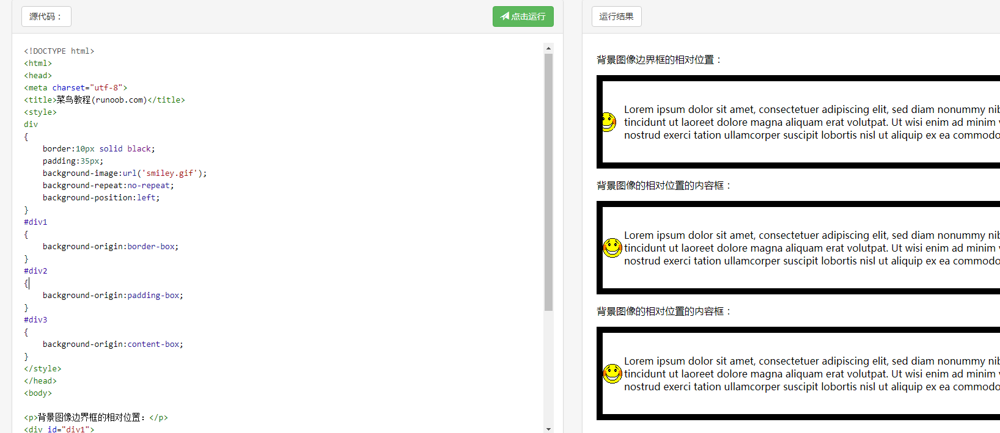 源代码：
点击运行
<!DOCTYPE html>
<html>
<head>
<meta charset="utf-8">
<title>菜鸟教程(runoob.com)</title>
<style>
div
{
    border:10px solid black;
    padding:35px;
    background-image:url('smiley.gif');
    background-repeat:no-repeat;
    background-position:left;
}
#div1
{
    background-origin:border-box;
}
#div2
{
    background-origin:padding-box;
}
#div3
{
    background-origin:content-box;
}
</style>
</head>
<body>
<p>背景图像边界框的相对位置：</p>
<div id="div1">
运行结果
背景图像边界框的相对位置：
Lorem ipsum dolor sit amet, consectetuer adipiscing elit, sed diam nonummy nib
tincidunt ut laoreet dolore magna aliquam erat volutpat. Ut wisi enim ad minim v
nostrud exerci tation ullamcorper suscipit lobortis nisl ut aliquip ex ea commodo
背景图像的相对位置的内容框：
Lorem ipsum dolor sit amet, consectetuer adipiscing elit, sed diam nonummy nib
tincidunt ut laoreet dolore magna aliquam erat volutpat. Ut wisi enim ad minim v
nostrud exerci tation ullamcorper suscipit lobortis nisl ut aliquip ex ea commodo
背景图像的相对位置的内容框：
Lorem ipsum dolor sit amet, consectetuer adipiscing elit, sed diam nonummy nib
tincidunt ut laoreet dolore magna aliquam erat volutpat. Ut wisi enim ad minim v
nostrud exerci tation ullamcorper suscipit lobortis nisl ut aliquip ex ea commodo